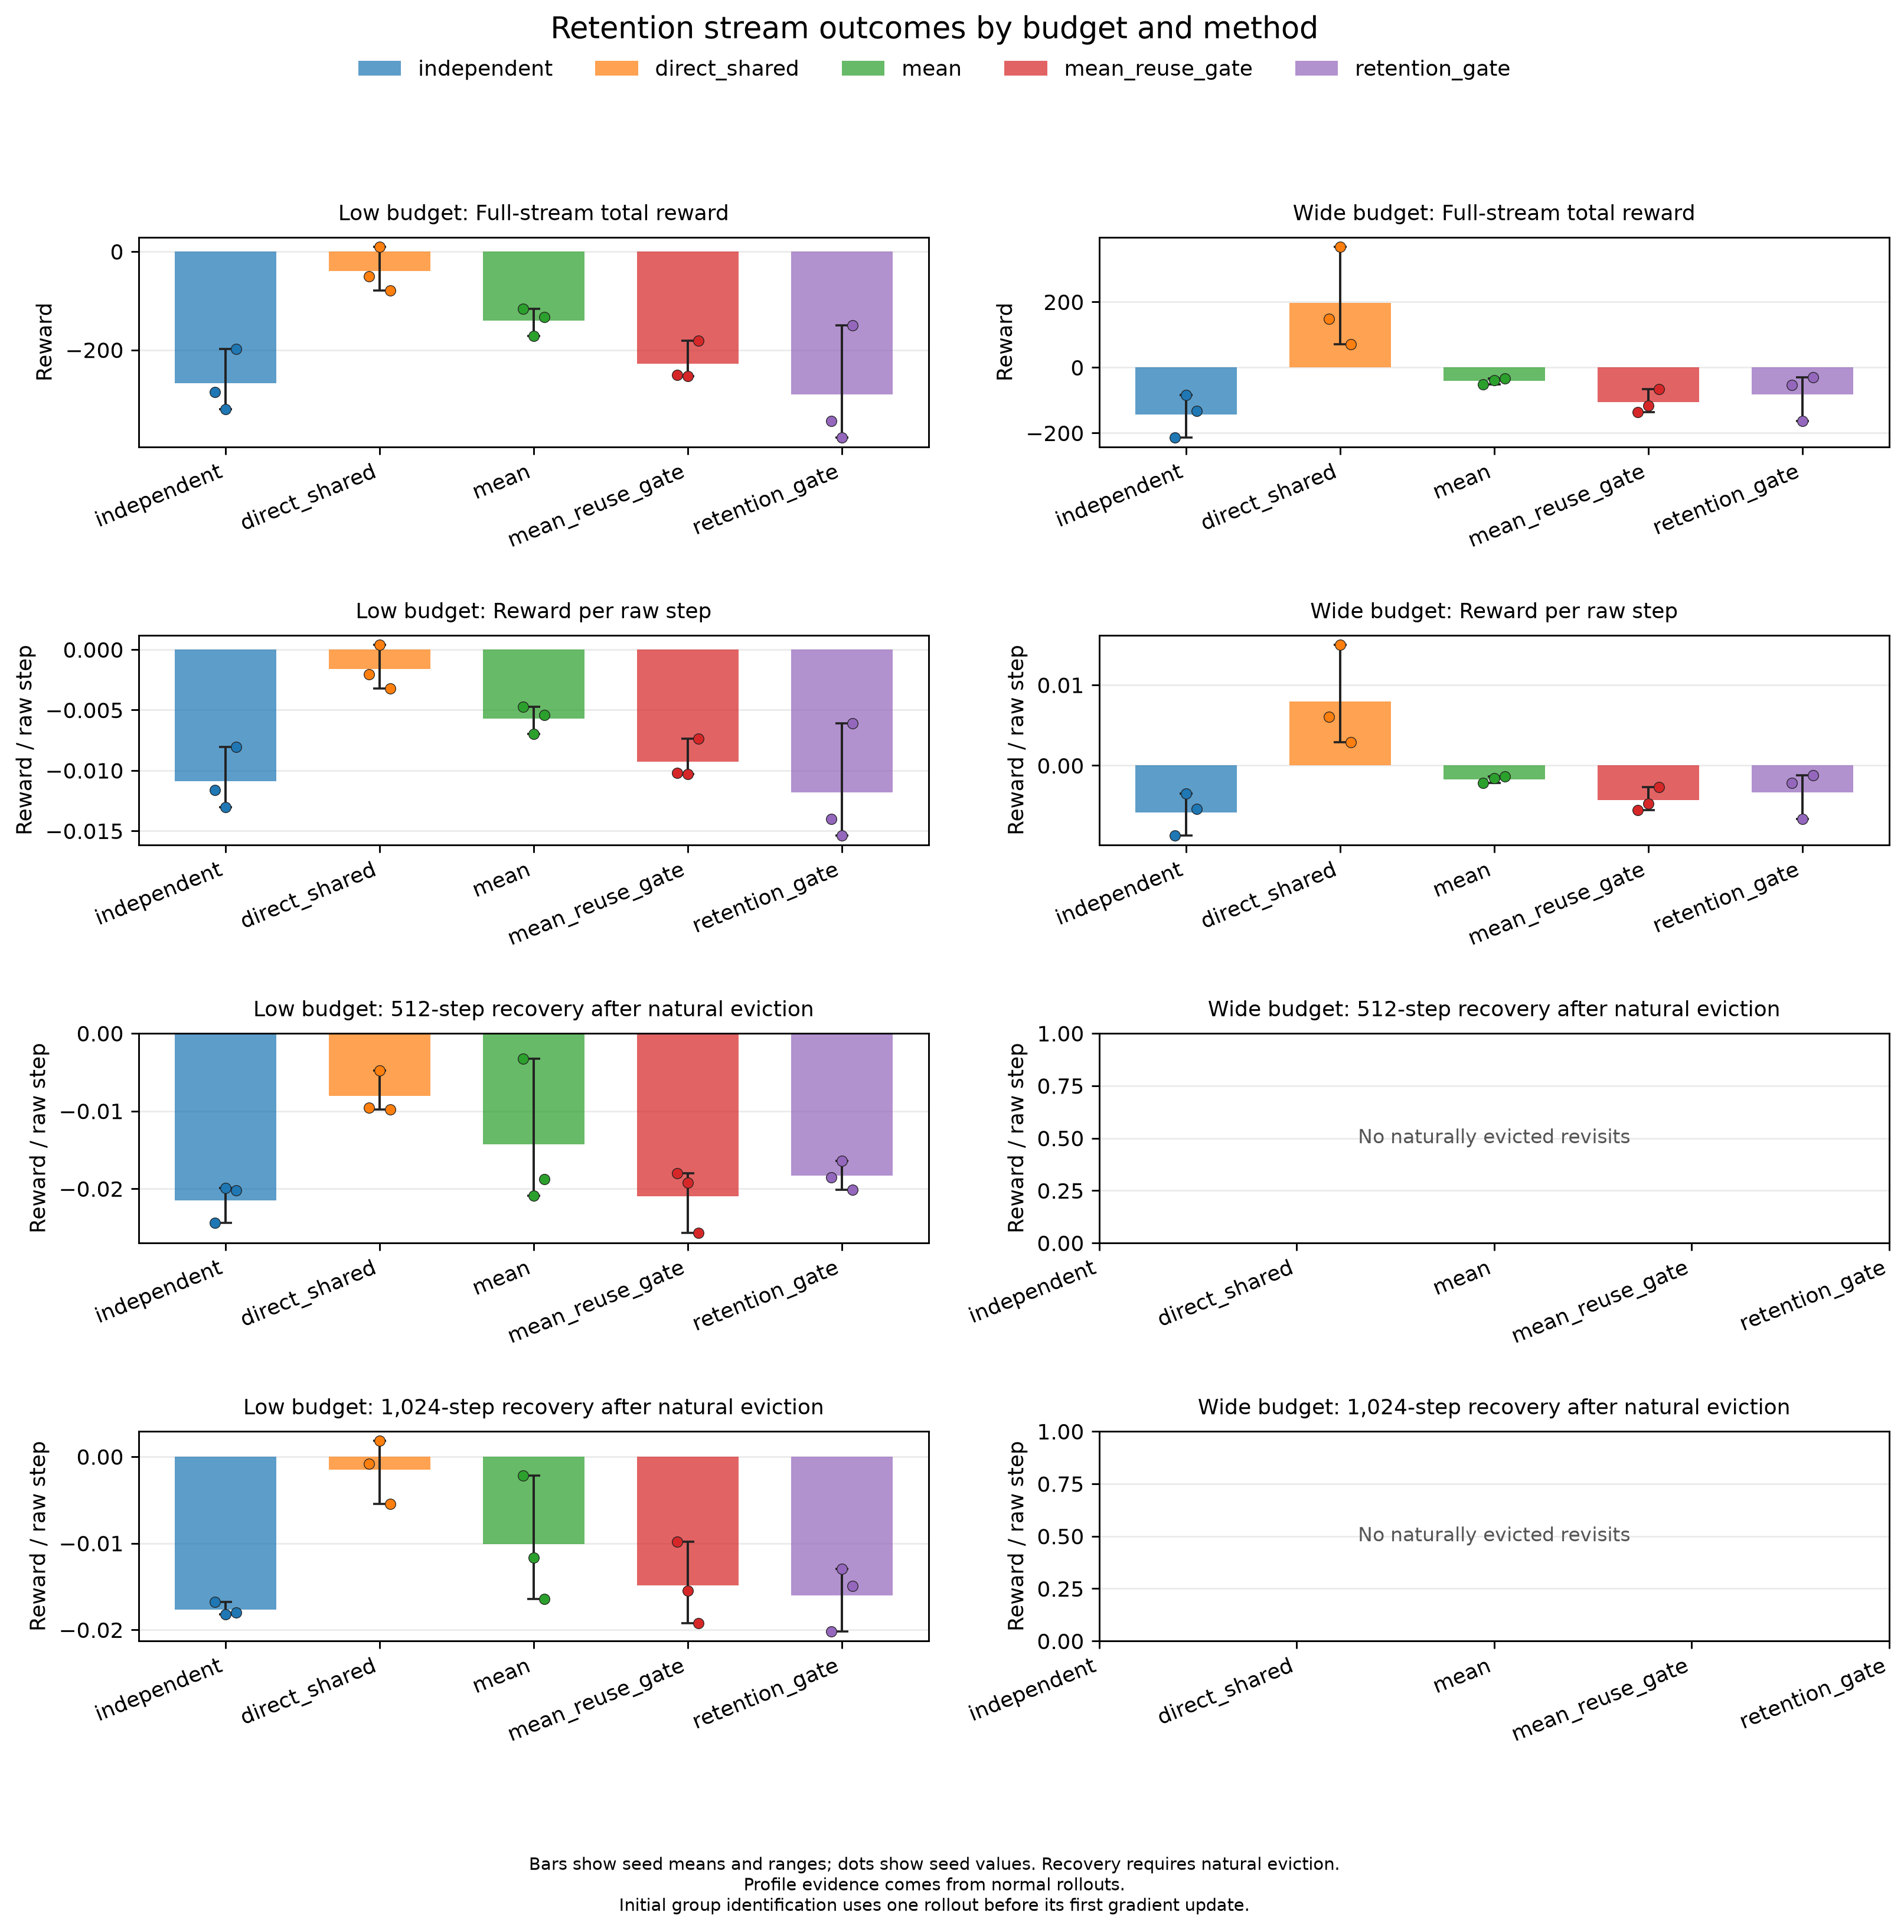 Retention stream outcomes by budget and method
independent direct_shared mean mean_reuse_gate retention_gate
Low budget: Full-stream total reward
Reward
0
−200
independent direct_shared mean mean_reuse_gate retention_gate
Wide budget: Full-stream total reward
Reward
200
0
−200
independent direct_shared mean mean_reuse_gate retention_gate
Low budget: Reward per raw step
Reward / raw step
0.000
−0.005
−0.010
−0.015
independent direct_shared mean mean_reuse_gate retention_gate
Wide budget: Reward per raw step
Reward / raw step
0.01
0.00
independent direct_shared mean mean_reuse_gate retention_gate
Low budget: 512-step recovery after natural eviction
Reward / raw step
0.00
−0.01
−0.02
independent direct_shared mean mean_reuse_gate retention_gate
Wide budget: 512-step recovery after natural eviction
Reward / raw step
1.00
0.75
0.50
0.25
0.00
No naturally evicted revisits
independent direct_shared mean mean_reuse_gate retention_gate
Low budget: 1,024-step recovery after natural eviction
Reward / raw step
0.00
−0.01
−0.02
independent direct_shared mean mean_reuse_gate retention_gate
Wide budget: 1,024-step recovery after natural eviction
Reward / raw step
1.00
0.75
0.50
0.25
0.00
No naturally evicted revisits
independent direct_shared mean mean_reuse_gate retention_gate
Bars show seed means and ranges; dots show seed values. Recovery requires natural eviction.
Profile evidence comes from normal rollouts.
Initial group identification uses one rollout before its first gradient update.